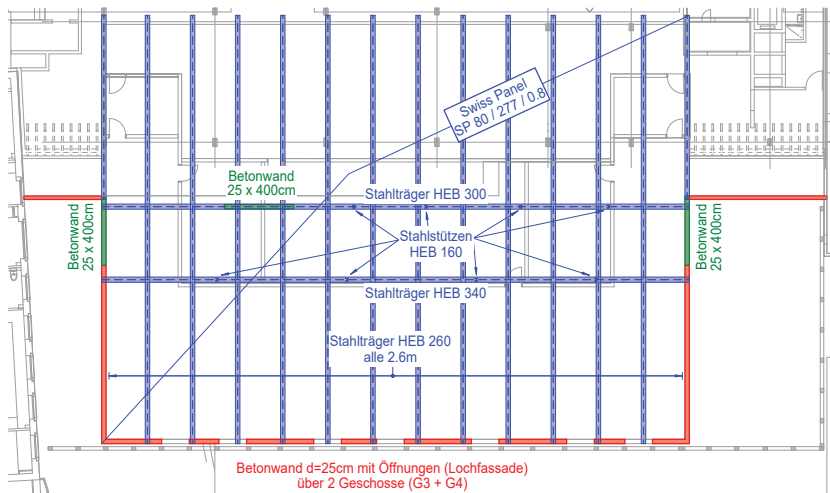 Swiss Panel
SP 80 / 277 / 0.8
Betonwand
25 x 400cm
Stahlträger HEB 300
Betonwand
25 x 400cm
Stahlstützen
HEB 160
Betonwand
25 x 400cm
Stahlträger HEB 340
Stahlträger HEB 260
alle 2.6m
Betonwand d=25cm mit Öffnungen (Lochfassade)
über 2 Geschosse (G3 + G4)